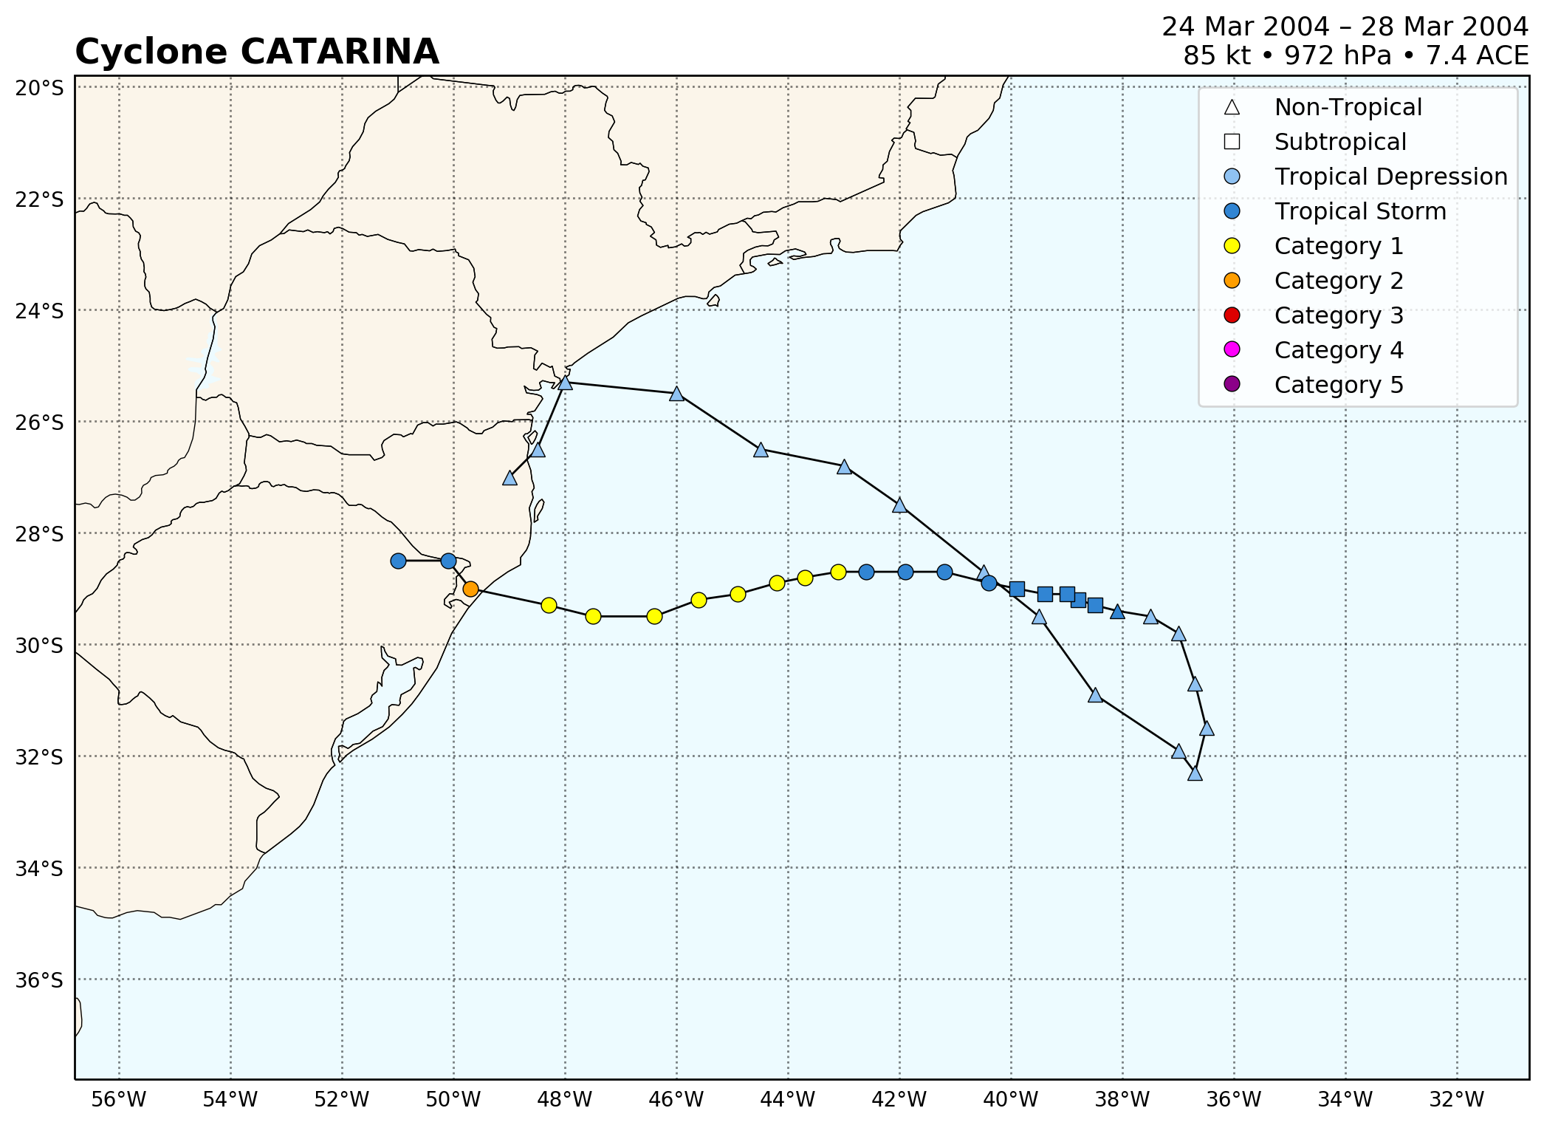 Cyclone CATARINA
24 Mar 2004 – 28 Mar 2004
85 kt • 972 hPa • 7.4 ACE
Non-Tropical
Subtropical
Tropical Depression
Tropical Storm
Category 1
Category 2
Category 3
Category 4
Category 5
20°S
22°S
24°S
26°S
28°S
30°S
32°S
34°S
36°S
56°W 54°W 52°W 50°W 48°W 46°W 44°W 42°W 40°W 38°W 36°W 34°W 32°W